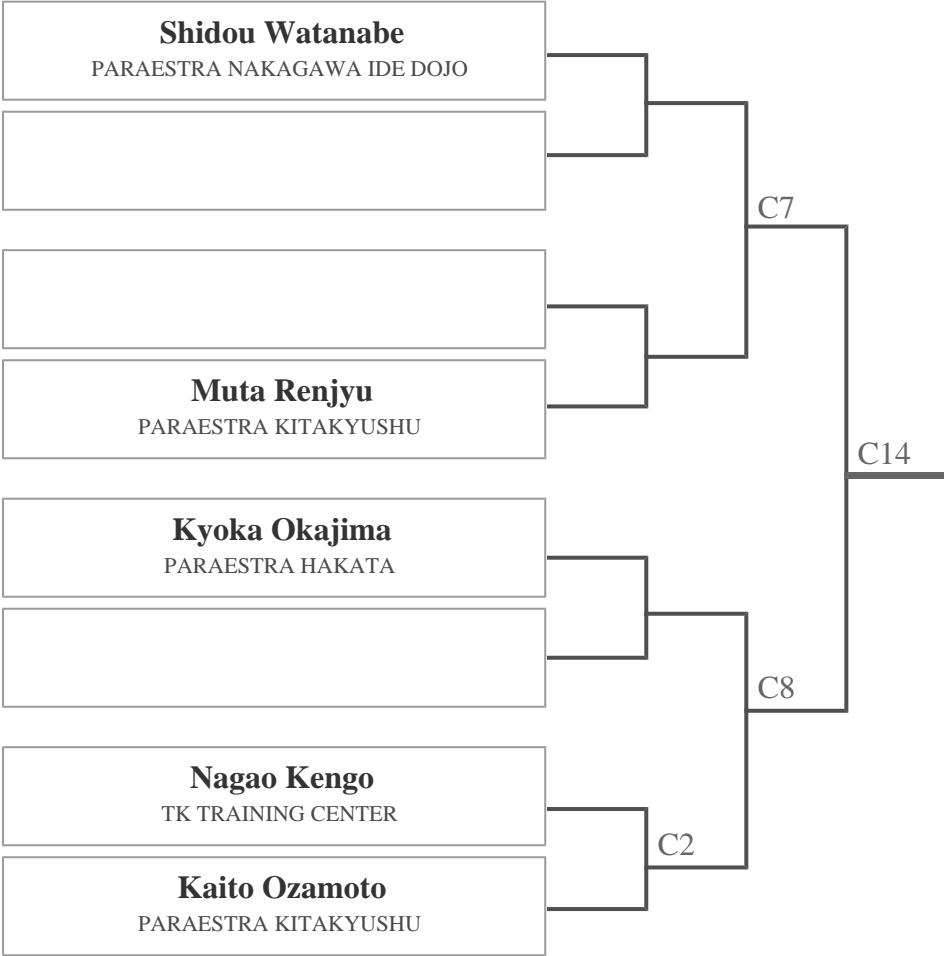 Shidou Watanabe
PARAESTRA NAKAGAWA IDE DOJO
C7
Muta Renjyu
PARAESTRA KITAKYUSHU
C14
Kyoka Okajima
PARAESTRA HAKATA
C8
Nagao Kengo
TK TRAINING CENTER
C2
Kaito Ozamoto
PARAESTRA KITAKYUSHU